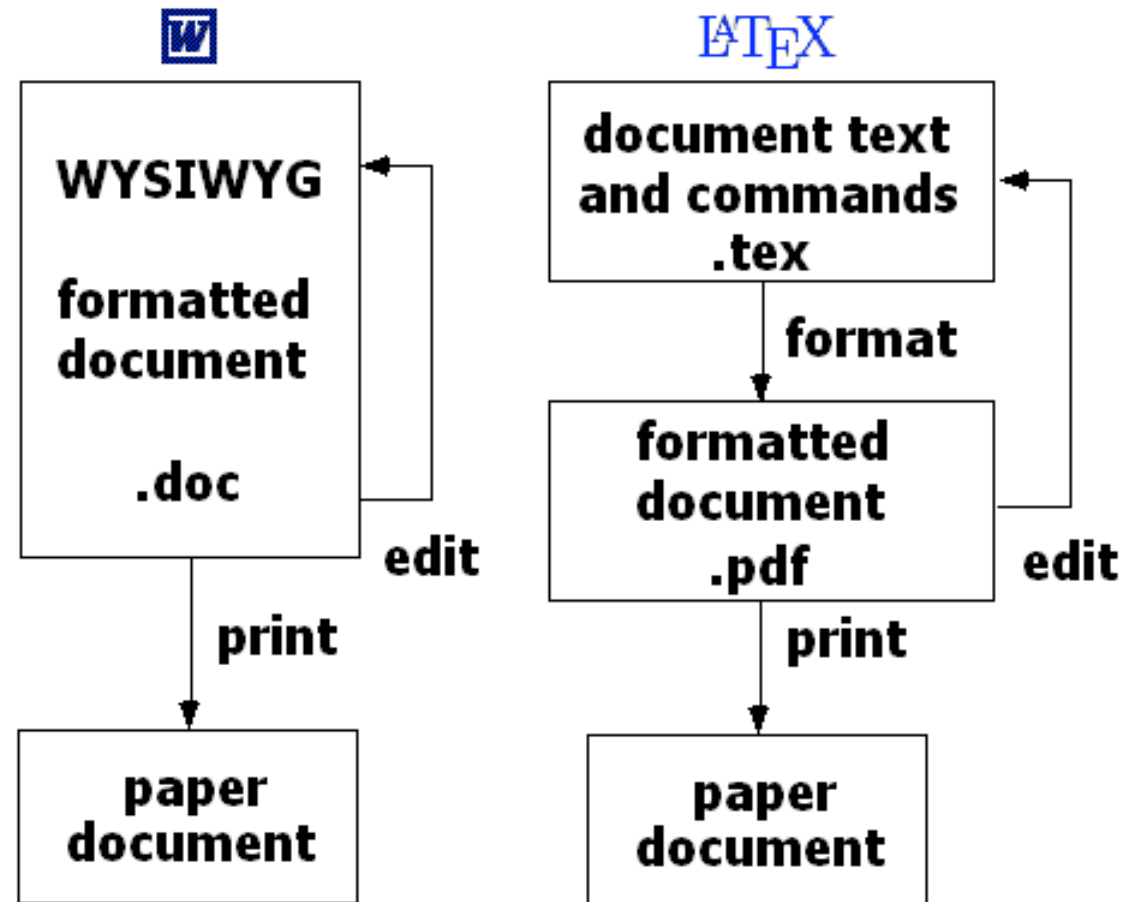 W
WYSIWYG
formatted
document
.doc
edit
print
paper
document
LATEX
document text
and commands
.tex
format
formatted
document
.pdf
edit
print
paper
document